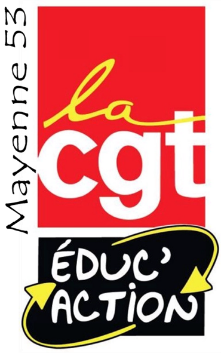 Mayenne 53
la
cgt
ÉDUC'
ACTION